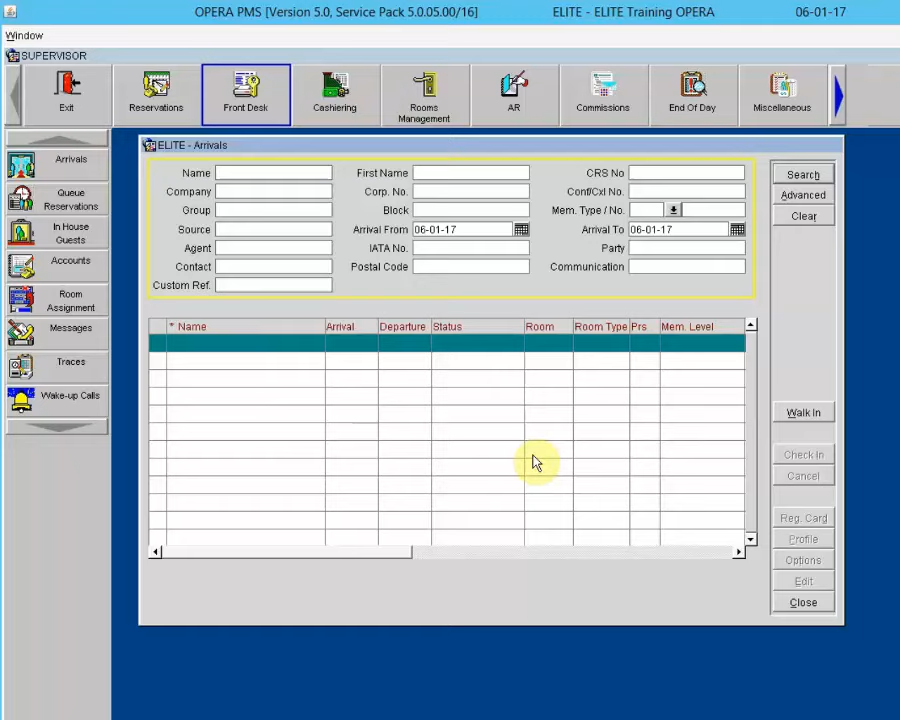 OPERA PMS [Version 5.0, Service Pack 5.0.05.00/16] ELITE - ELITE Training OPERA 06-01-17
Window
SUPERVISOR
Exit Reservations Front Desk Cashiering Rooms Management AR Commissions End Of Day Miscellaneous
Arrivals
Queue Reservations
In House Guests
Accounts
Room Assignment
Messages
Traces
Wake-up Calls
ELITE - Arrivals
Name First Name CRS No Search
Company Corp. No. Conf/Cxl No. Advanced
Group Block Mem. Type / No. Clear
Source Arrival From 06-01-17 Arrival To 06-01-17
Agent IATA No. Party
Contact Postal Code Communication
Custom Ref.
* Name Arrival Departure Status Room Room Type Prs Mem. Level
Walk In
Check In
Cancel
Reg. Card
Profile
Options
Edit
Close